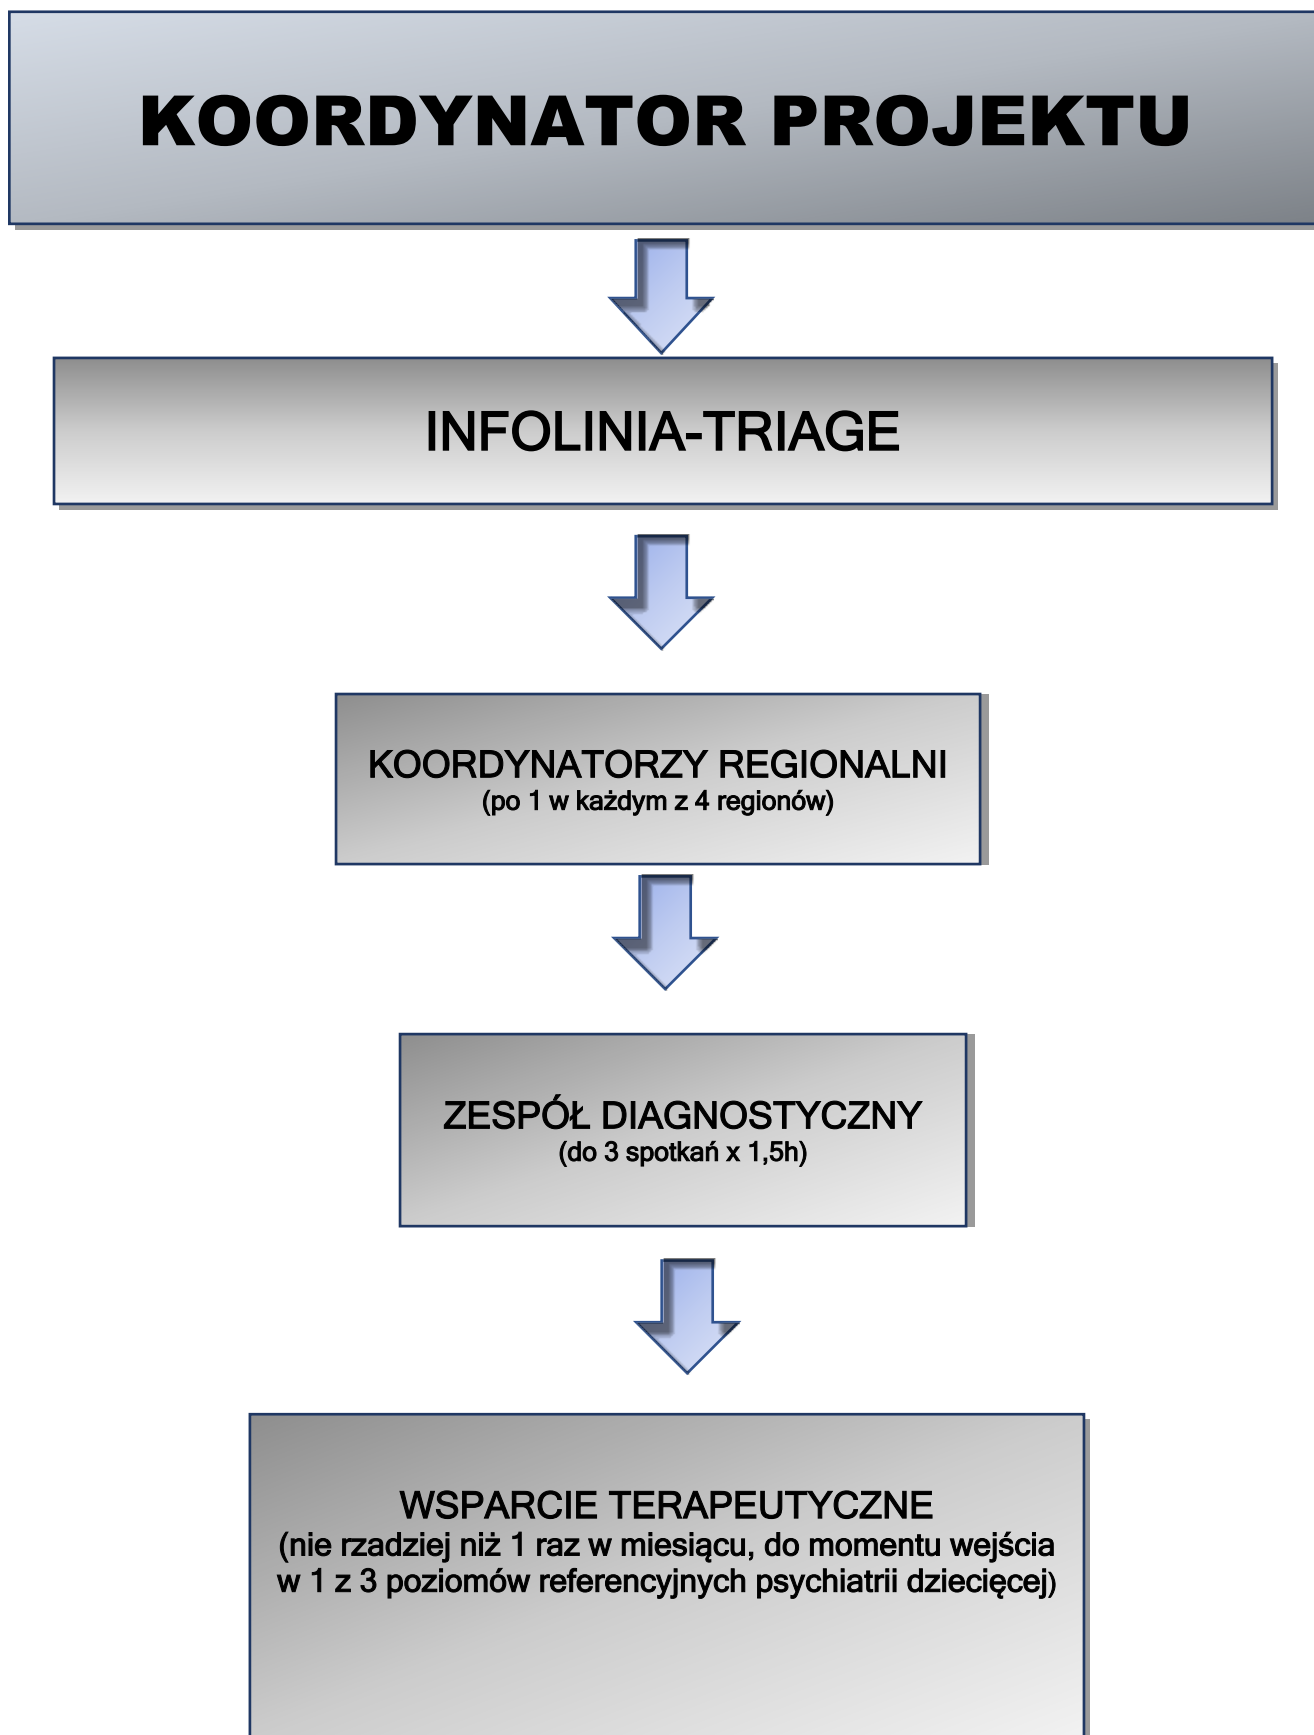 KOORDYNATOR PROJEKTU
INFOLINIA-TRIAGE
KOORDYNATORZY REGIONALNI
(po 1 w każdym z 4 regionów)
ZESPÓŁ DIAGNOSTYCZNY
(do 3 spotkań x 1,5h)
WSPARCIE TERAPEUTYCZNE
(nie rzadziej niż 1 raz w miesiącu, do momentu wejścia
w 1 z 3 poziomów referencyjnych psychiatrii dziecięcej)